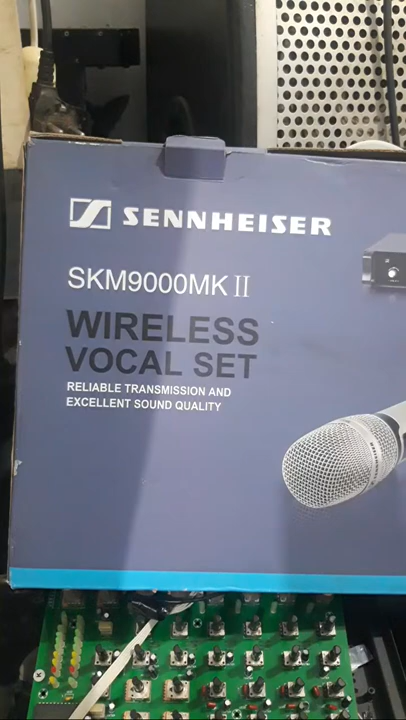 SENNHEISER
SKM9000MK II
WIRELESS
VOCAL SET
RELIABLE TRANSMISSION AND
EXCELLENT SOUND QUALITY